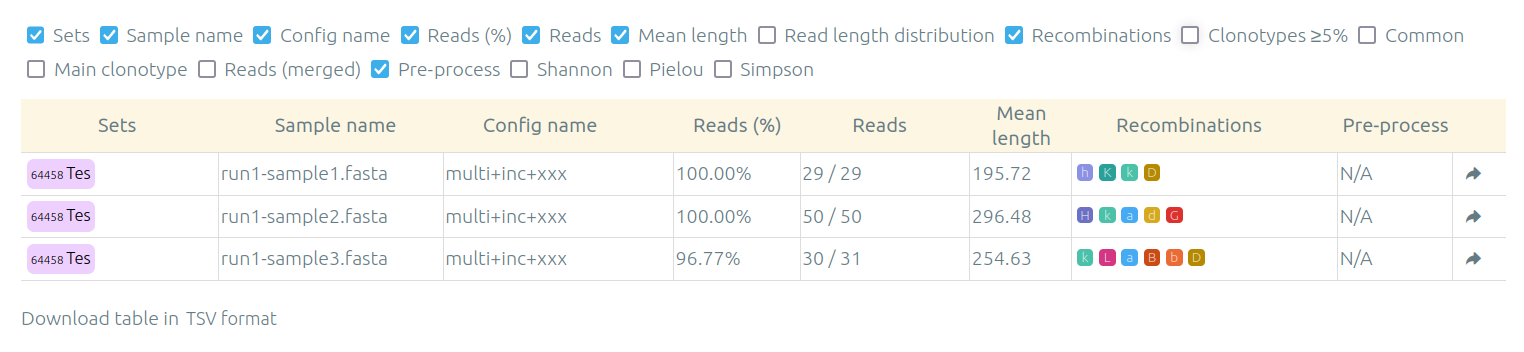 Sets Sample name Config name Reads (%) Reads Mean length Read length distribution Recombinations Clonotypes ≥5% Common
Main clonotype Reads (merged) Pre-process Shannon Pielou Simpson
Sets Sample name Config name Reads (%) Reads Mean length Recombinations Pre-process
64458 Tes run1-sample1.fasta multi+inc+xxx 100.00% 29 / 29 195.72 h K k D N/A
64458 Tes run1-sample2.fasta multi+inc+xxx 100.00% 50 / 50 296.48 H k a d G N/A
64458 Tes run1-sample3.fasta multi+inc+xxx 96.77% 30 / 31 254.63 k L a B b D N/A
Download table in TSV format